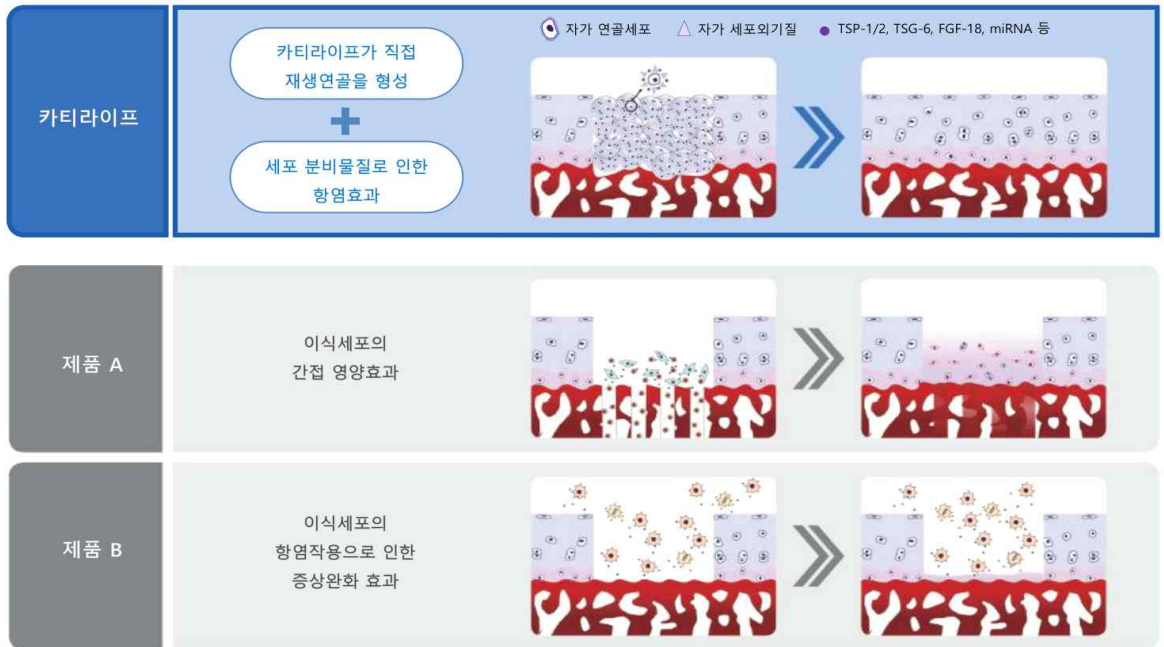 카티라이프
카티라이프가 직접
재생연골을 형성
+
세포 분비물질로 인한
항염효과
자가 연골세포
자가 세포외기질
TSP-1/2, TSG-6, FGF-18, miRNA 등
제품 A
이식세포의
간접 영양효과
제품 B
이식세포의
항염작용으로 인한
증상완화 효과